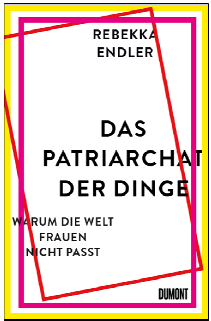 REBEKKA
ENDLER
DAS
PATRIARCHAT
DER DINGE
WARUM DIE WELT
FRAUEN
NICHT PASST
DUMONT